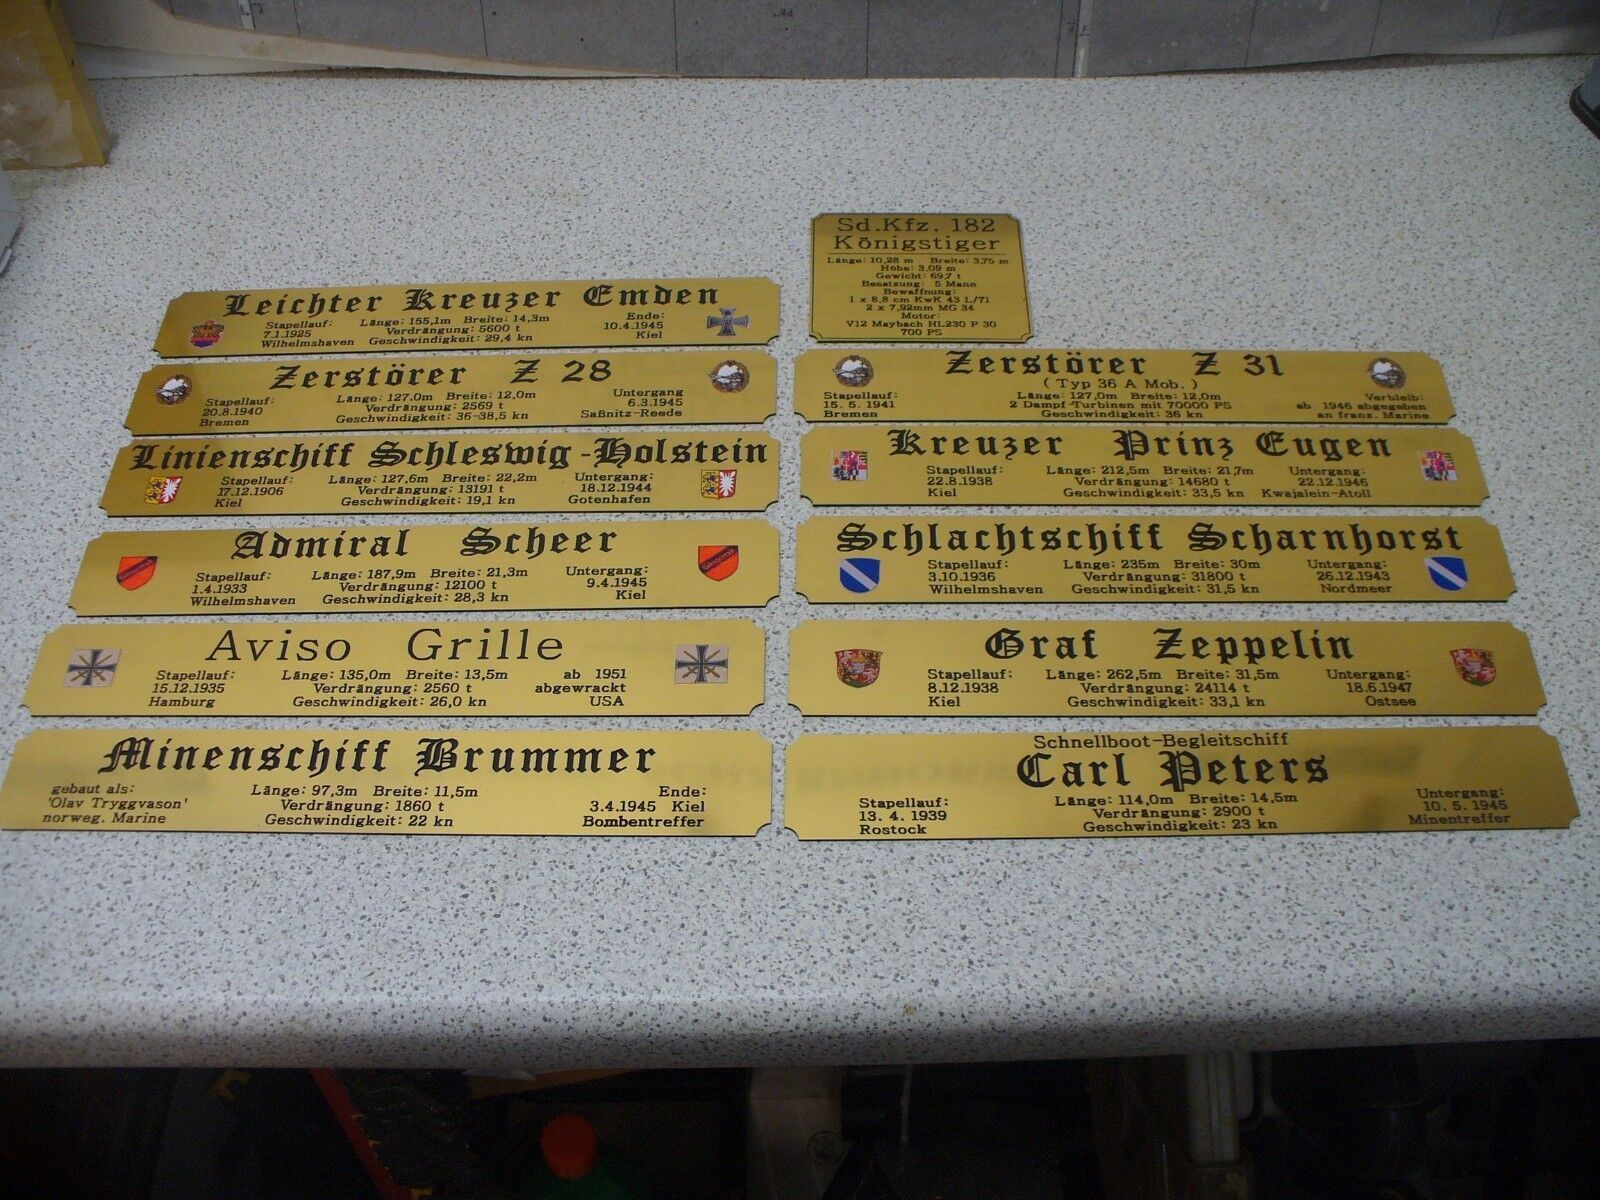 Sd.Kfz. 182
Königstiger
Länge: 10,28 m Breite: 3,75 m
Höhe: 3,09 m
Gewicht: 69,7 t
Besatzung: 5 Mann
Bewaffnung:
1 x 8,8 cm KwK 43 L/71
2 x 7,92mm MG 34
Motor:
V12 Maybach HL230 P 30
700 PS
Leichter Kreuzer Emden
Stapellauf:
7.1.1925
Wilhelmshaven
Länge: 155,1m Breite: 14,3m
Verdrängung: 5600 t
Geschwindigkeit: 29,4 kn
Ende:
10.4.1945
Kiel
Zerstörer Z 28
Stapellauf:
20.8.1940
Bremen
Länge: 127,0m Breite: 12,0m
Verdrängung: 2569 t
Geschwindigkeit: 36-38,5 kn
Untergang
6.3.1945
Saßnitz-Reede
Zerstörer Z 31
( Typ 36 A Mob. )
Stapellauf:
15. 5. 1941
Bremen
Länge: 127,0m Breite: 12,0m
2 Dampf-Turbinen mit 70000 PS
Geschwindigkeit: 36 kn
Verbleib:
ab 1946 abgegeben
an franz. Marine
Linienschiff Schleswig-Holstein
Stapellauf:
17.12.1906
Kiel
Länge: 127,6m Breite: 22,2m
Verdrängung: 13191 t
Geschwindigkeit: 19,1 kn
Untergang:
18.12.1944
Gotenhafen
Kreuzer Prinz Eugen
Stapellauf:
22.8.1938
Kiel
Länge: 212,5m Breite: 21,7m
Verdrängung: 14680 t
Geschwindigkeit: 33,5 kn
Untergang:
22.12.1946
Kwajalein-Atoll
Admiral Scheer
Stapellauf:
1.4.1933
Wilhelmshaven
Länge: 187,9m Breite: 21,3m
Verdrängung: 12100 t
Geschwindigkeit: 28,3 kn
Untergang:
9.4.1945
Kiel
Schlachtschiff Scharnhorst
Stapellauf:
3.10.1936
Wilhelmshaven
Länge: 235m Breite: 30m
Verdrängung: 31800 t
Geschwindigkeit: 31,5 kn
Untergang:
26.12.1943
Nordmeer
Aviso Grille
Stapellauf:
15.12.1935
Hamburg
Länge: 135,0m Breite: 13,5m
Verdrängung: 2560 t
Geschwindigkeit: 26,0 kn
ab 1951
abgewrackt
USA
Graf Zeppelin
Stapellauf:
8.12.1938
Kiel
Länge: 262,5m Breite: 31,5m
Verdrängung: 24114 t
Geschwindigkeit: 33,1 kn
Untergang:
18.6.1947
Ostsee
Minenschiff Brummer
gebaut als:
'Olav Tryggvason'
norweg. Marine
Länge: 97,3m Breite: 11,5m
Verdrängung: 1860 t
Geschwindigkeit: 22 kn
Ende:
3.4.1945 Kiel
Bombentreffer
Schnellboot-Begleitschiff
Carl Peters
Stapellauf:
13. 4. 1939
Rostock
Länge: 114,0m Breite: 14,5m
Verdrängung: 2900 t
Geschwindigkeit: 23 kn
Untergang:
10. 5. 1945
Minentreffer